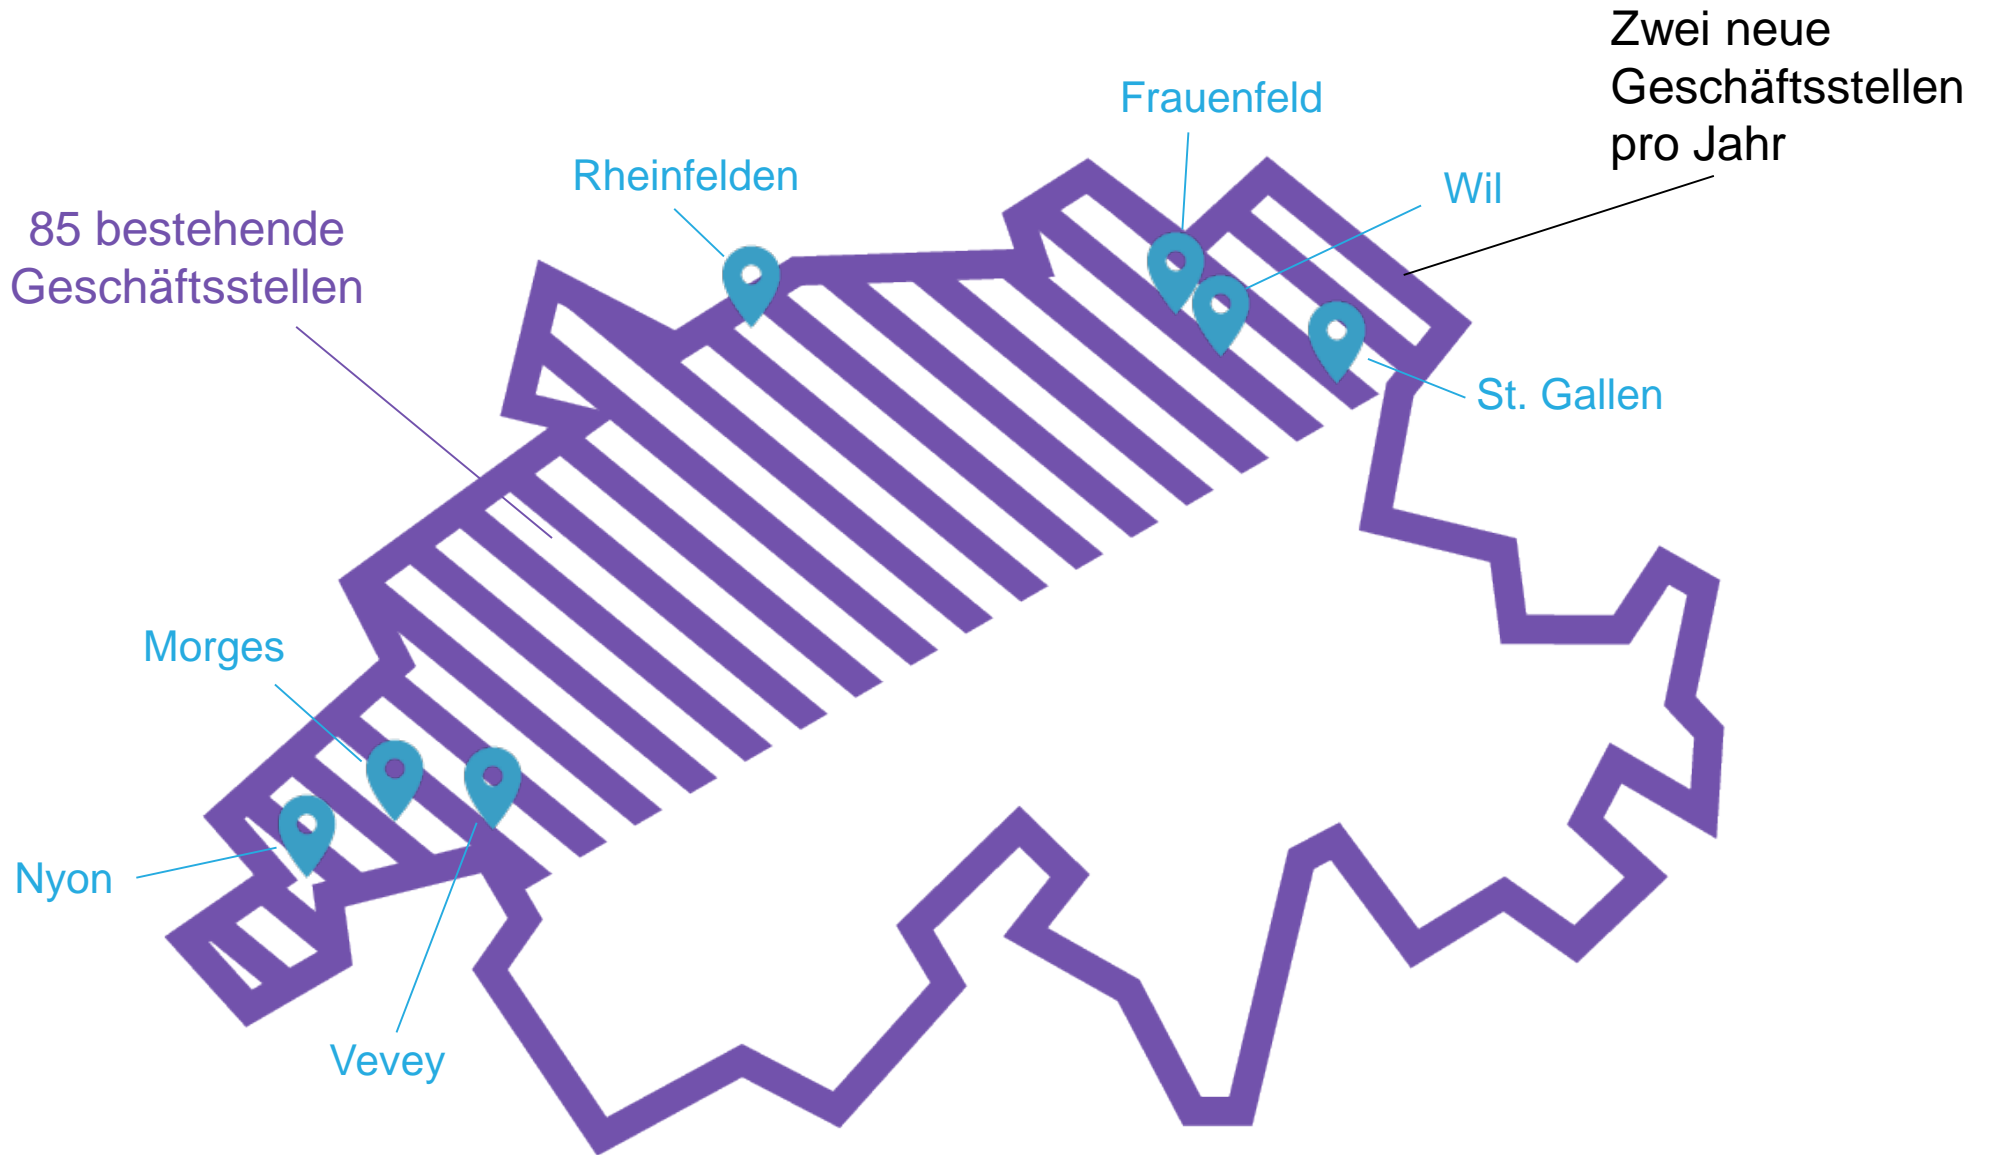 Zwei neue
Geschäftsstellen
pro Jahr
Frauenfeld
Rheinfelden
Wil
85 bestehende
Geschäftsstellen
St. Gallen
Morges
Nyon
Vevey